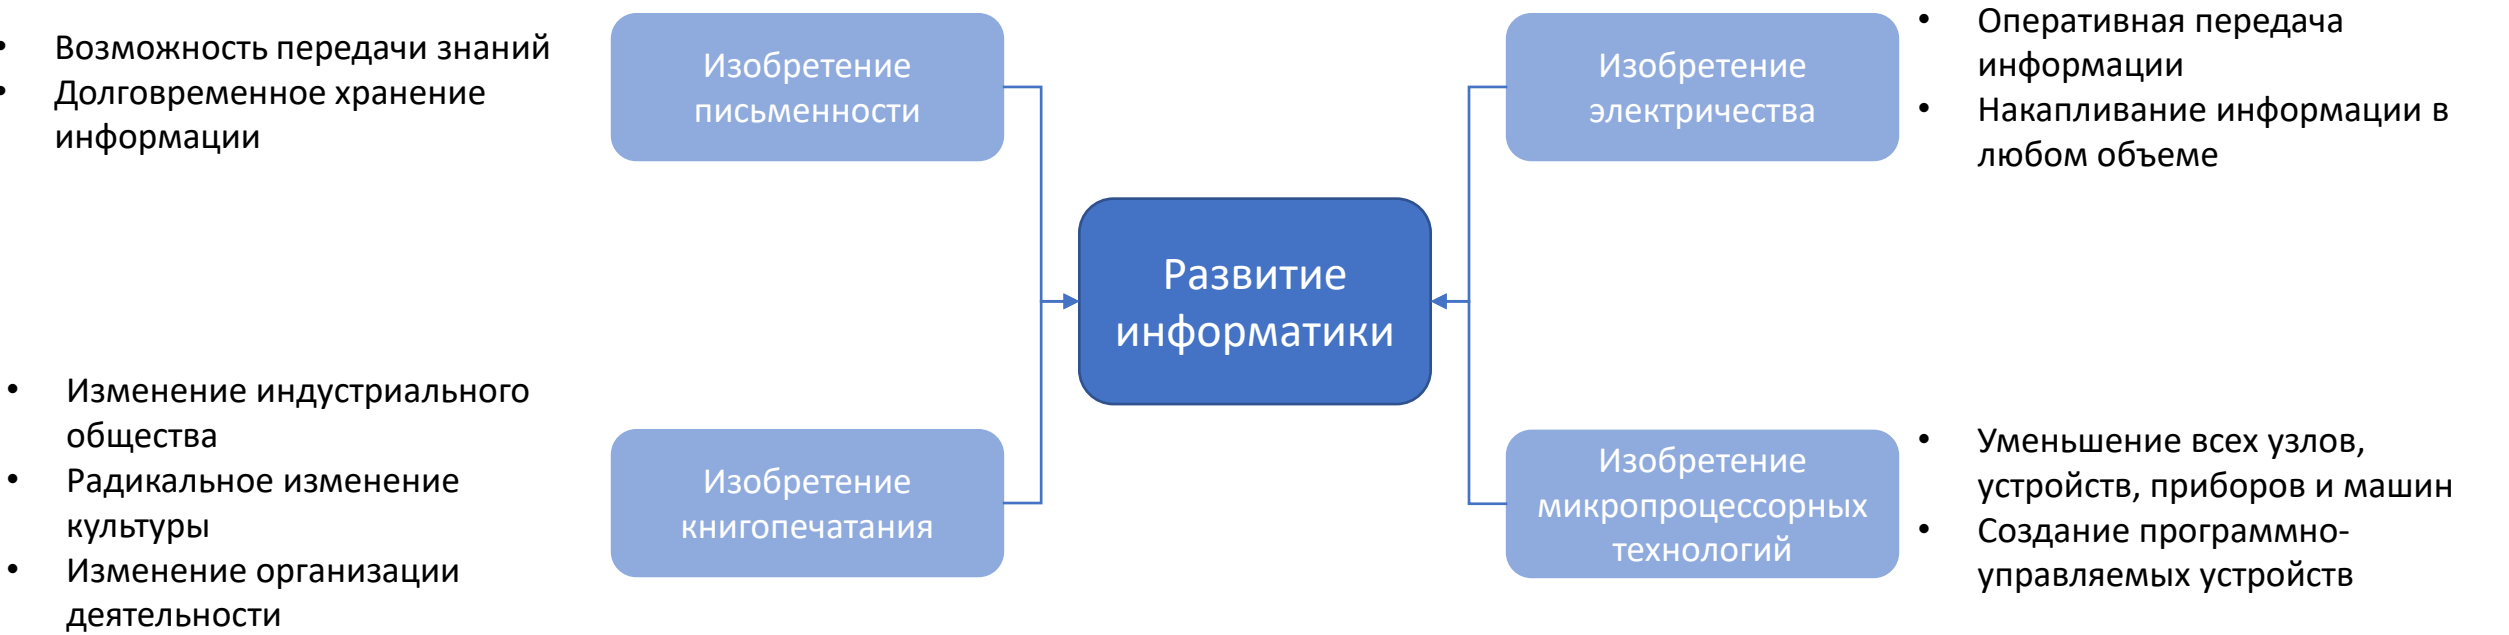 • Возможность передачи знаний
• Долговременное хранение
информации
Изобретение
письменности
Изобретение
электричества
• Оперативная передача
информации
• Накапливание информации в
любом объеме
Развитие
информатики
• Изменение индустриального
общества
• Радикальное изменение
культуры
• Изменение организации
деятельности
Изобретение
книгопечатания
Изобретение
микропроцессорных
технологий
• Уменьшение всех узлов,
устройств, приборов и машин
• Создание программно-
управляемых устройств